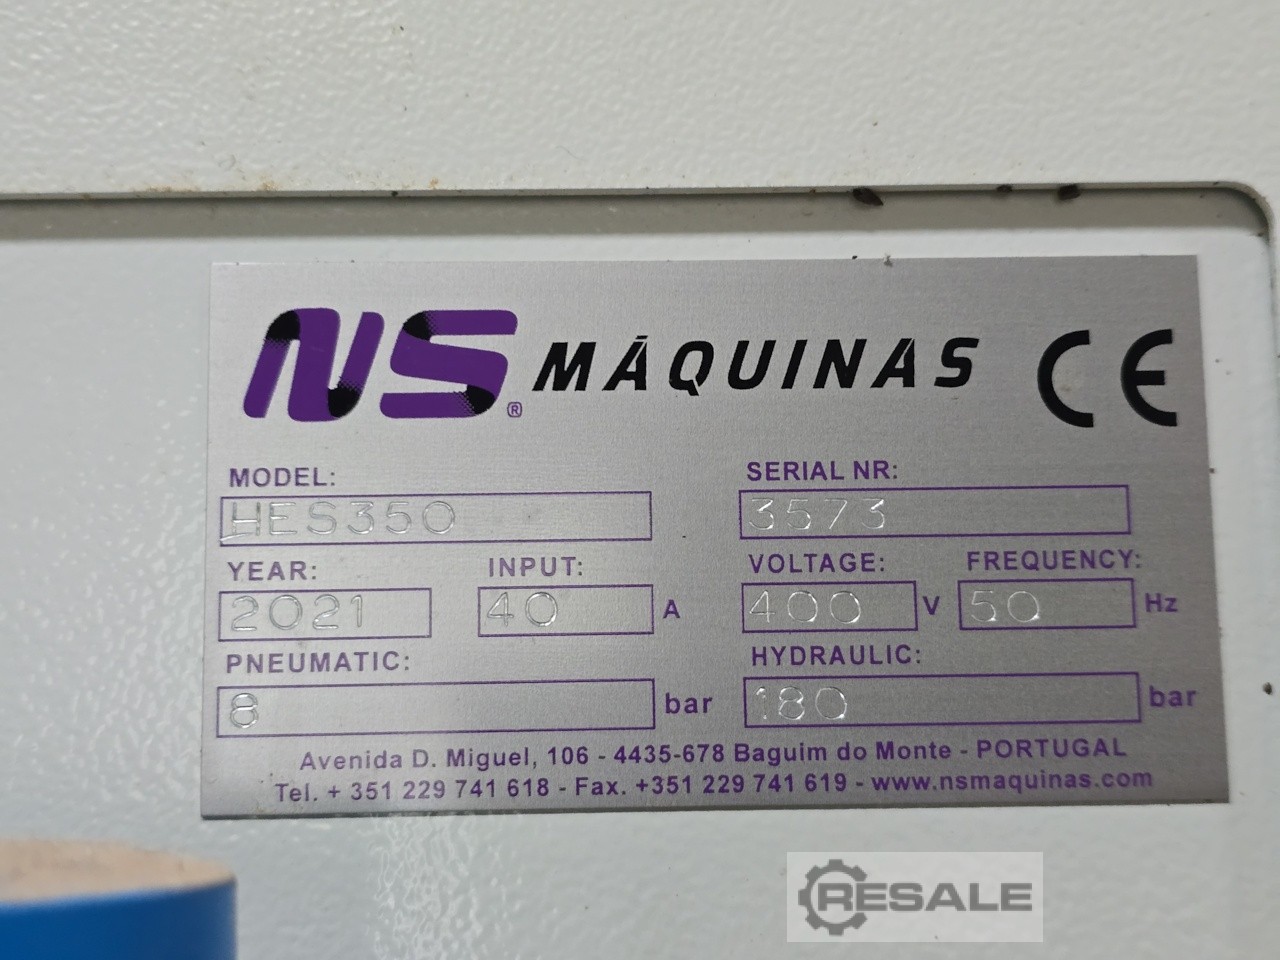 NS® MÁQUINAS CE
MODEL: SERIAL NR:
HES350 3573
YEAR: INPUT: VOLTAGE: FREQUENCY:
2021 40 A 400 V 50 Hz
PNEUMATIC: HYDRAULIC:
8 bar 180 bar
Avenida D. Miguel, 106 - 4435-678 Baguim do Monte - PORTUGAL
Tel. + 351 229 741 618 - Fax. +351 229 741 619 - www.nsmaquinas.com
RESALE